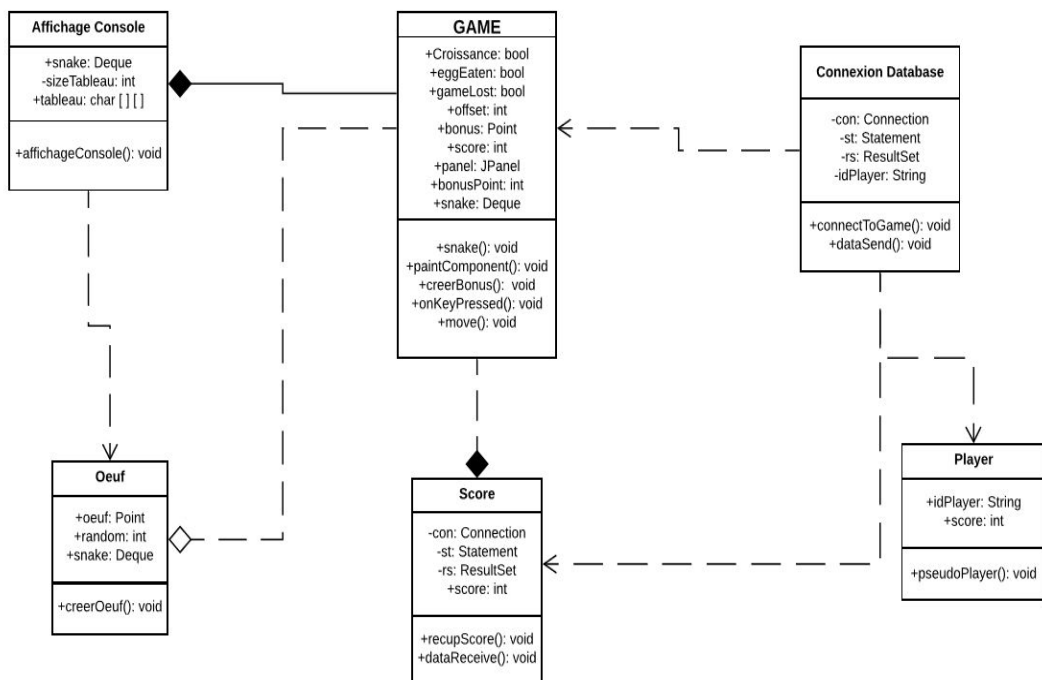 Affichage Console
+snake: Deque
-sizeTableau: int
+tableau: char [ ] [ ]
+affichageConsole(): void
GAME
+Croissance: bool
+eggEaten: bool
+gameLost: bool
+offset: int
+bonus: Point
+score: int
+panel: JPanel
+bonusPoint: int
+snake: Deque
+snake(): void
+paintComponent(): void
+creerBonus(): void
+onKeyPressed(): void
+move(): void
Connexion Database
-con: Connection
-st: Statement
-rs: ResultSet
-idPlayer: String
+connectToGame(): void
+dataSend(): void
Oeuf
+oeuf: Point
+random: int
+snake: Deque
+creerOeuf(): void
Score
-con: Connection
-st: Statement
-rs: ResultSet
+score: int
+recupScore(): void
+dataReceive(): void
Player
+idPlayer: String
+score: int
+pseudoPlayer(): void